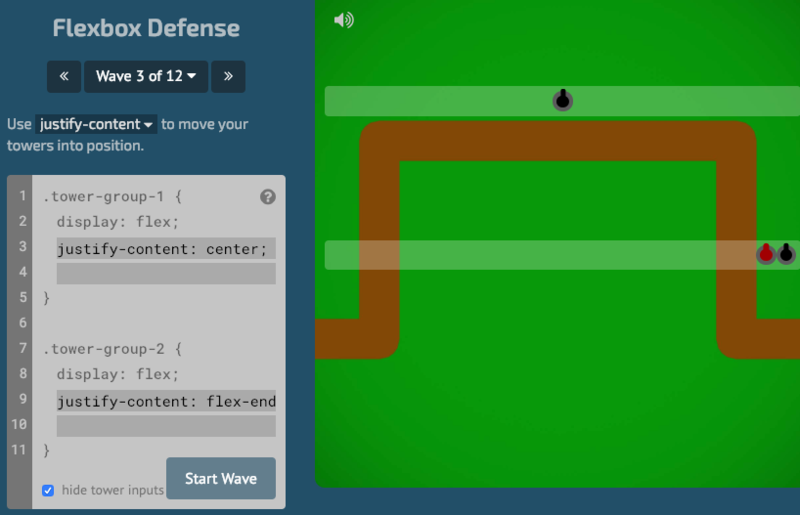 Flexbox Defense
« Wave 3 of 12 »
Use justify-content to move your
towers into position.
1 .tower-group-1 { ?
2 display: flex;
3 justify-content: center;
4
5 }
6
7 .tower-group-2 {
8 display: flex;
9 justify-content: flex-end
10
11 }
hide tower inputs Start Wave